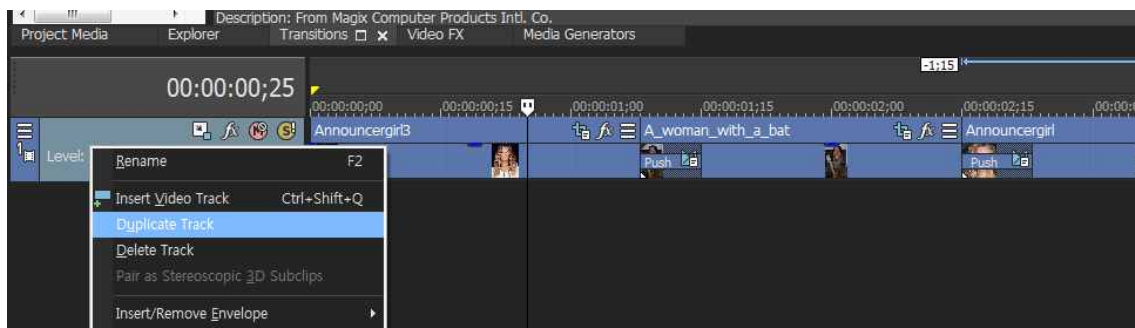 Description: From Magix Computer Products Intl. Co.
Project Media Explorer Transitions Video FX Media Generators
-1;15
00:00:00;25
00:00:00;00 00:00:00;15 00:00:01;00 00:00:01;15 00:00:02;00 00:00:02;15 00:00:
Announcergirl3 A_woman_with_a_bat Announcergirl
1 Level: Push Push
Rename F2
Insert Video Track Ctrl+Shift+Q
Duplicate Track
Delete Track
Pair as Stereoscopic 3D Subclips
Insert/Remove Envelope